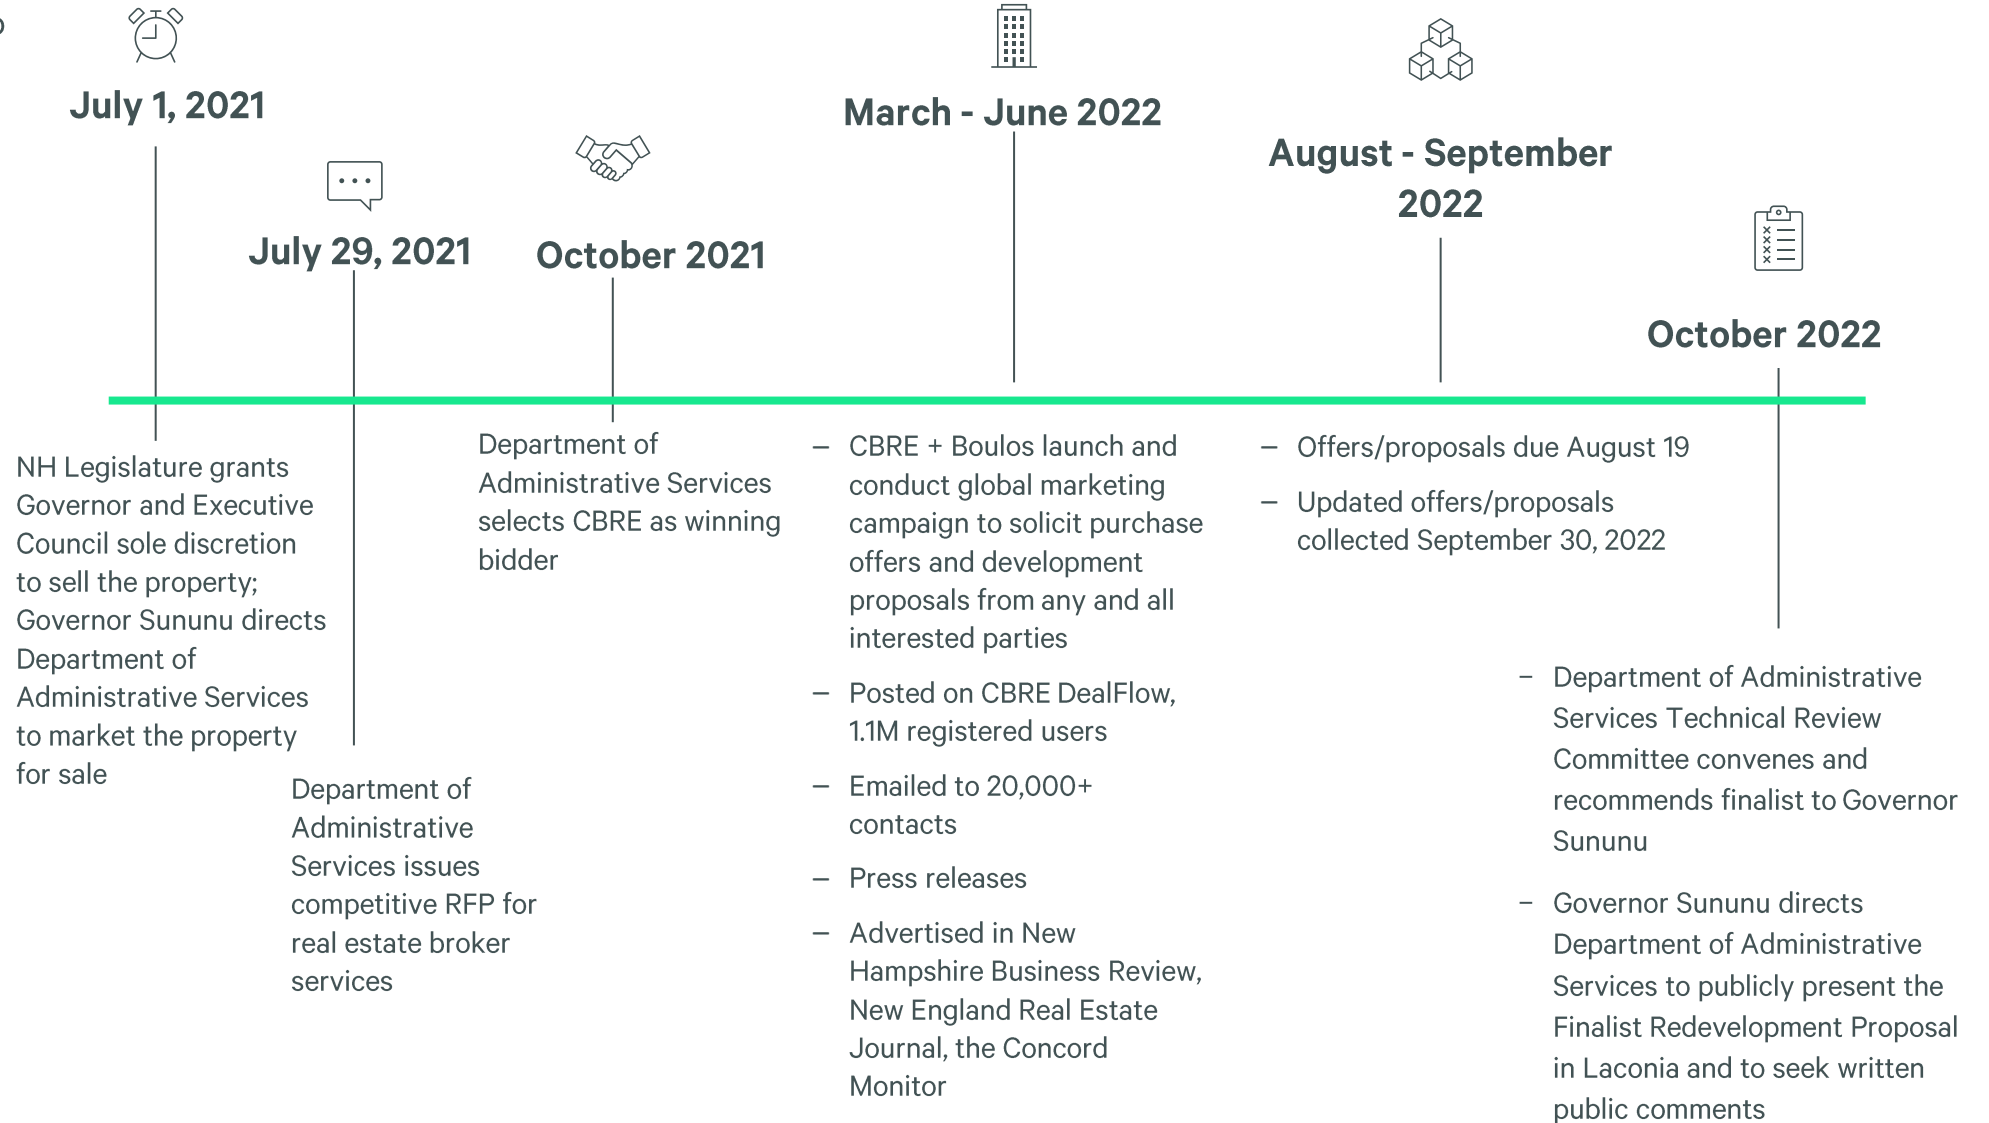 July 1, 2021
NH Legislature grants
Governor and Executive
Council sole discretion
to sell the property;
Governor Sununu directs
Department of
Administrative Services
to market the property
for sale
July 29, 2021
Department of
Administrative
Services issues
competitive RFP for
real estate broker
services
October 2021
Department of
Administrative Services
selects CBRE as winning
bidder
March - June 2022
– CBRE + Boulos launch and
conduct global marketing
campaign to solicit purchase
offers and development
proposals from any and all
interested parties
– Posted on CBRE DealFlow,
1.1M registered users
– Emailed to 20,000+
contacts
– Press releases
– Advertised in New
Hampshire Business Review,
New England Real Estate
Journal, the Concord
Monitor
August - September
2022
– Offers/proposals due August 19
– Updated offers/proposals
collected September 30, 2022
October 2022
– Department of Administrative
Services Technical Review
Committee convenes and
recommends finalist to Governor
Sununu
– Governor Sununu directs
Department of Administrative
Services to publicly present the
Finalist Redevelopment Proposal
in Laconia and to seek written
public comments